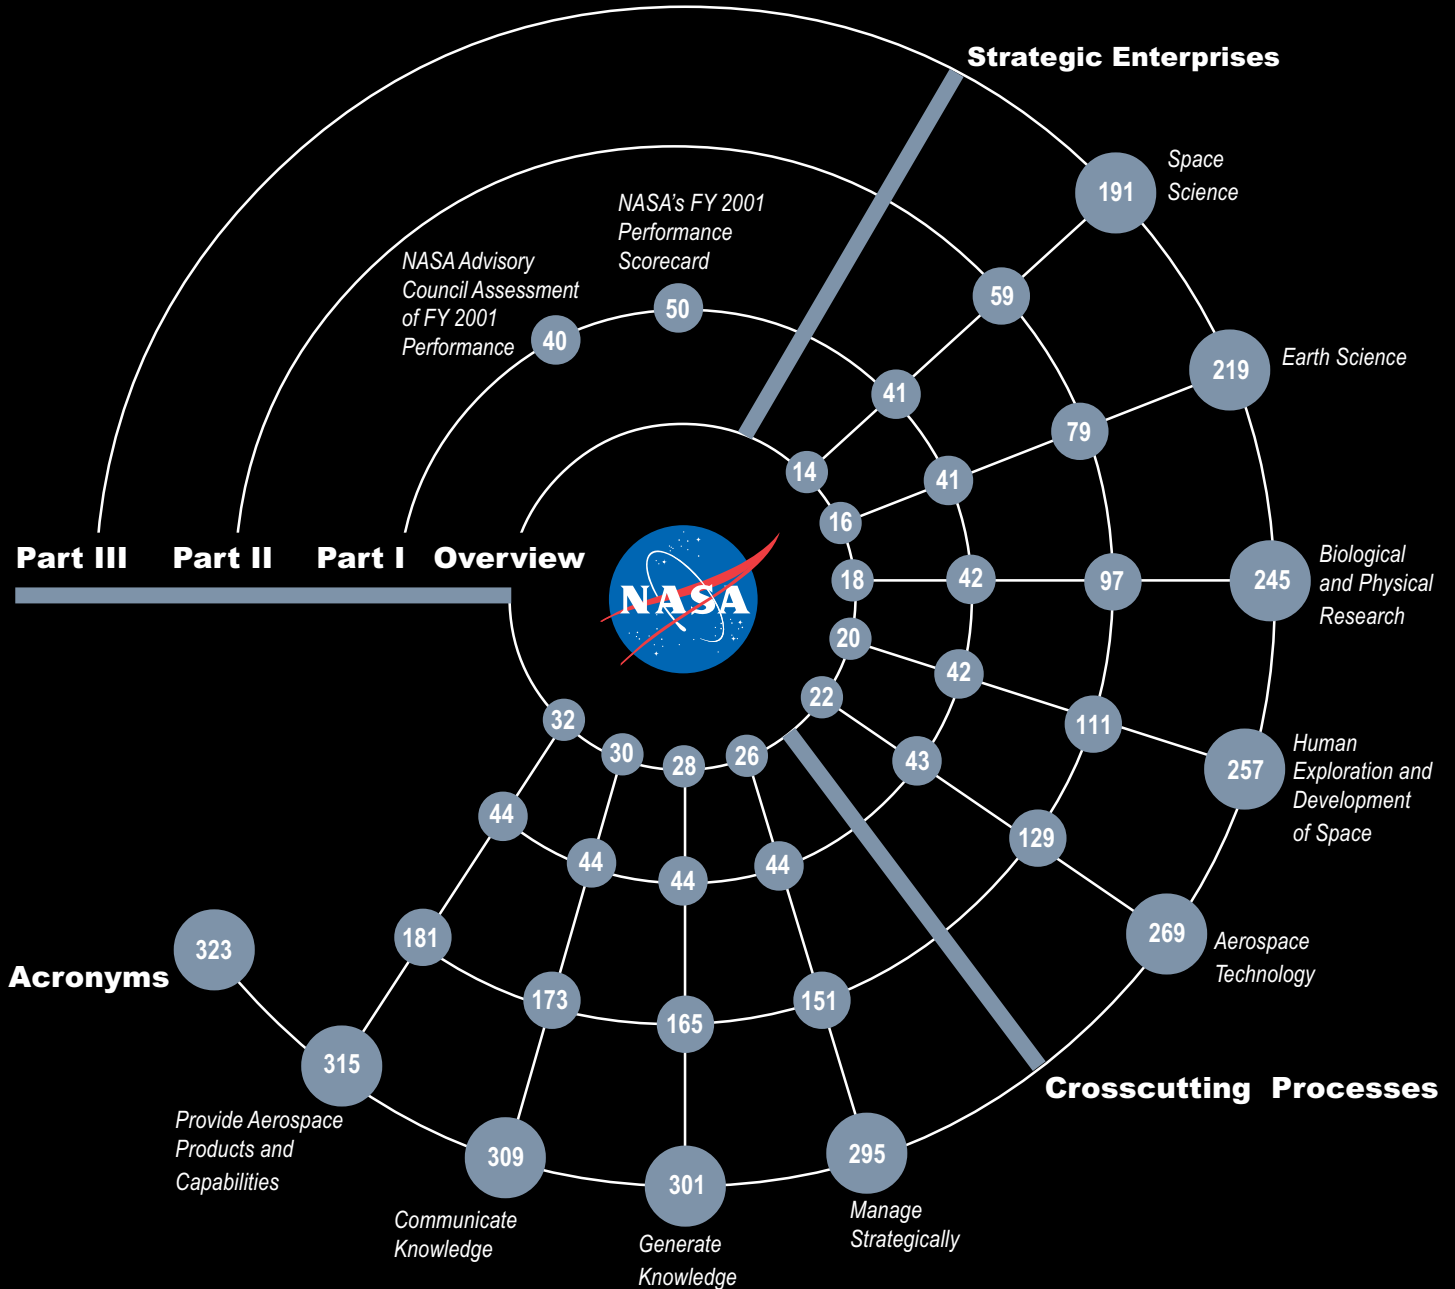 Strategic Enterprises
Space
Science
191
NASA's FY 2001
Performance
Scorecard
NASA Advisory
Council Assessment
of FY 2001
Performance
40
50
59
219
Earth Science
41
79
41
14
16
Part III
Part II
Part I
Overview
NASA
18
42
97
245
Biological
and Physical
Research
20
42
22
111
257
Human
Exploration and
Development
of Space
32
30
28
26
43
44
44
44
44
129
181
323
Acronyms
269
Aerospace
Technology
173
165
151
315
Crosscutting Processes
Provide Aerospace
Products and
Capabilities
309
301
295
Communicate
Knowledge
Generate
Knowledge
Manage
Strategically